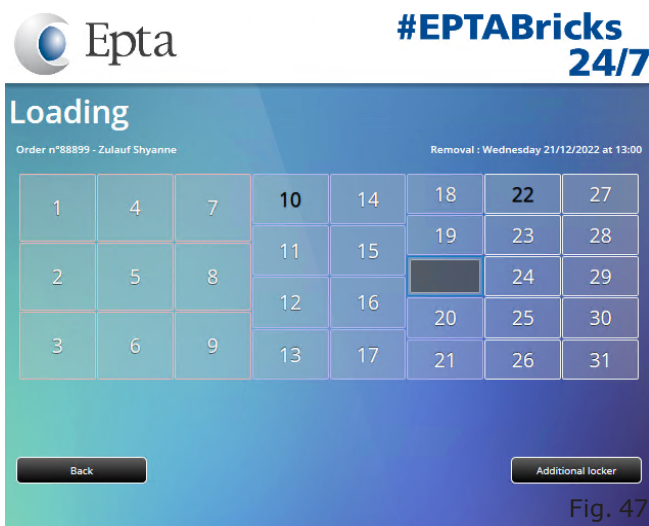 Epta
#EPTABricks
24/7
Loading
Order n°88899 - Zulauf Shyanne
Removal : Wednesday 21/12/2022 at 13:00
1 4 7 10 14 18 22 27
11 15 19 23 28
2 5 8 24 29
12 16 20 25 30
3 6 9 13 17 21 26 31
Back
Additional locker
Fig. 47